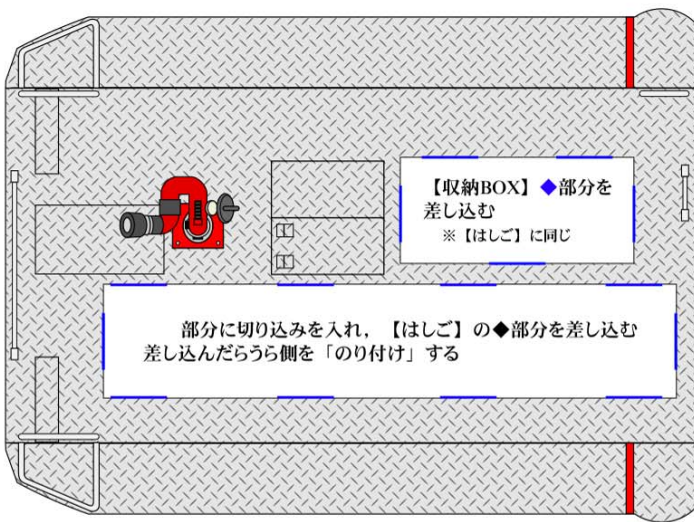 【収納BOX】◆部分を
差し込む
※【はしご】に同じ
部分に切り込みを入れ,【はしご】の◆部分を差し込む
差し込んだらうら側を「のり付け」する